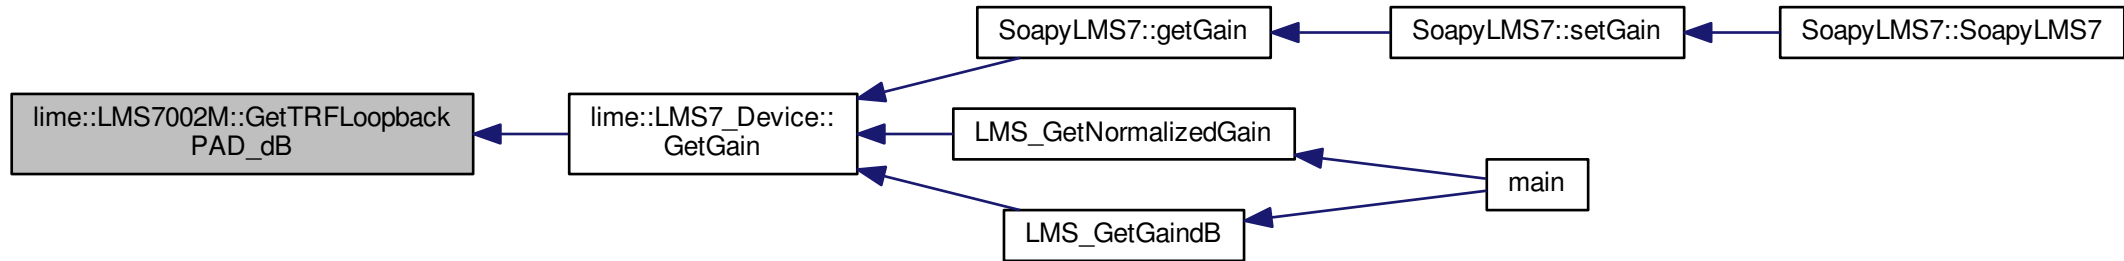 SoapyLMS7::getGain
SoapyLMS7::setGain
SoapyLMS7::SoapyLMS7
lime::LMS7002M::GetTRFLoopback
PAD_dB
lime::LMS7_Device::
GetGain
LMS_GetNormalizedGain
main
LMS_GetGaindB